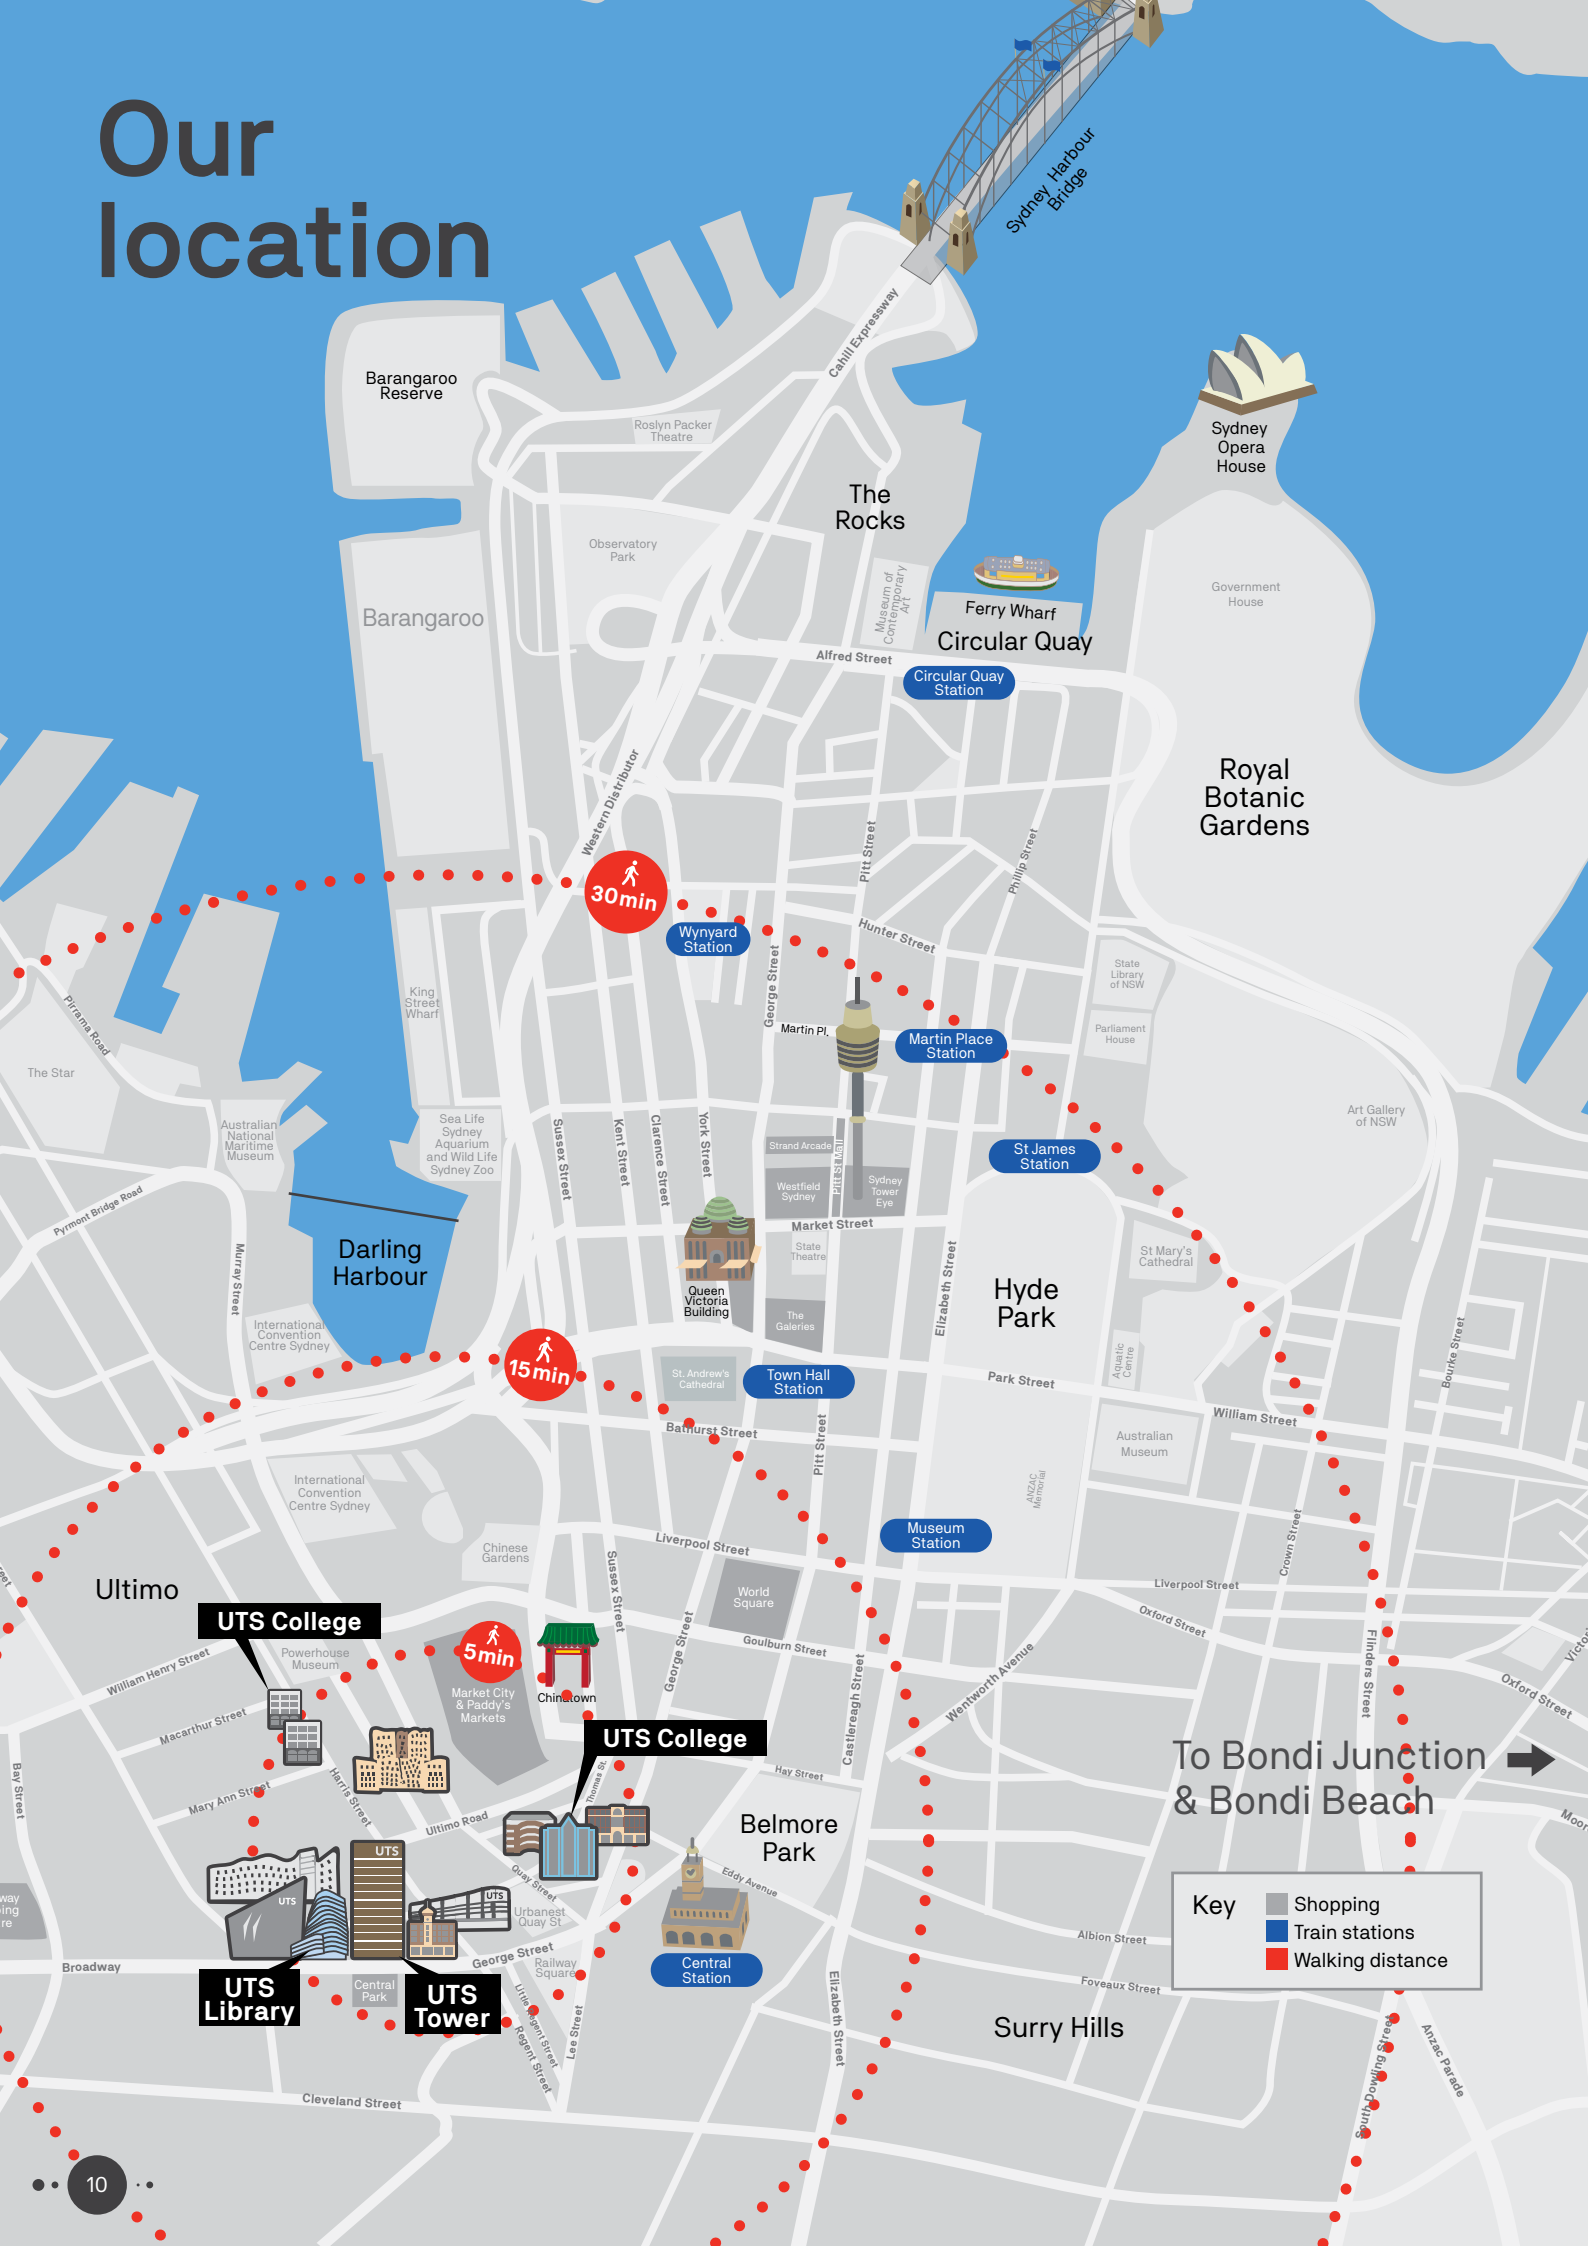 Our
location
Sydney Harbour
Bridge
Cahill Expressway
Barangaroo
Reserve
Roslyn Packer
Theatre
Sydney
Opera
House
The
Rocks
Observatory
Park
Museum of
Contemporary
Art
Ferry Wharf
Circular Quay
Government
House
Barangaroo
Alfred Street
Circular Quay
Station
Royal
Botanic
Gardens
Western Distributor
Pitt Street
Phillip Street
30min
Wynyard
Station
Hunter Street
George Street
State
Library
of NSW
King
Street
Wharf
Pirrama Road
Martin Pl.
Martin Place
Station
Parliament
House
The Star
Art Gallery
of NSW
Australian
National
Maritime
Museum
Sea Life
Sydney
Aquarium
and Wild Life
Sydney Zoo
Sussex Street
Kent Street
Clarence Street
York Street
Strand Arcade
Pitt St Mall
St James
Station
Westfield
Sydney
Sydney
Tower
Eye
Pyrmont Bridge Road
Market Street
Murray Street
Darling
Harbour
State
Theatre
St Mary's
Cathedral
Elizabeth Street
Hyde
Park
Queen
Victoria
Building
The
Galeries
International
Convention
Centre Sydney
Aquatic
Centre
Bourke Street
15min
St. Andrew's
Cathedral
Town Hall
Station
Park Street
William Street
Bathurst Street
Pitt Street
Australian
Museum
International
Convention
Centre Sydney
ANZAC
Memorial
Museum
Station
Liverpool Street
Chinese
Gardens
Crown Street
Sussex Street
Ultimo
World
Square
Liverpool Street
Oxford Street
UTS College
George Street
Goulburn Street
Flinders Street
Powerhouse
Museum
5min
William Henry Street
Wentworth Avenue
Castlereagh Street
Oxford Street
Market City
& Paddy's
Markets
Chinatown
Macarthur Street
UTS College
To Bondi Junction
& Bondi Beach
Hay Street
Thomas St.
Bay Street
Mary Ann Street
Harris Street
Ultimo Road
Belmore
Park
UTS
Quay Street
Eddy Avenue
UTS
UTS
Urbanest
Quay St
Key
Shopping
Train stations
Walking distance
Albion Street
George Street
Railway
Square
Broadway
Central
Station
Foveaux Street
Central
Park
UTS
Library
UTS
Tower
Little Regent Street
Regent Street
Lee Street
Elizabeth Street
Surry Hills
South Dowling Street
Anzac Parade
Cleveland Street
10